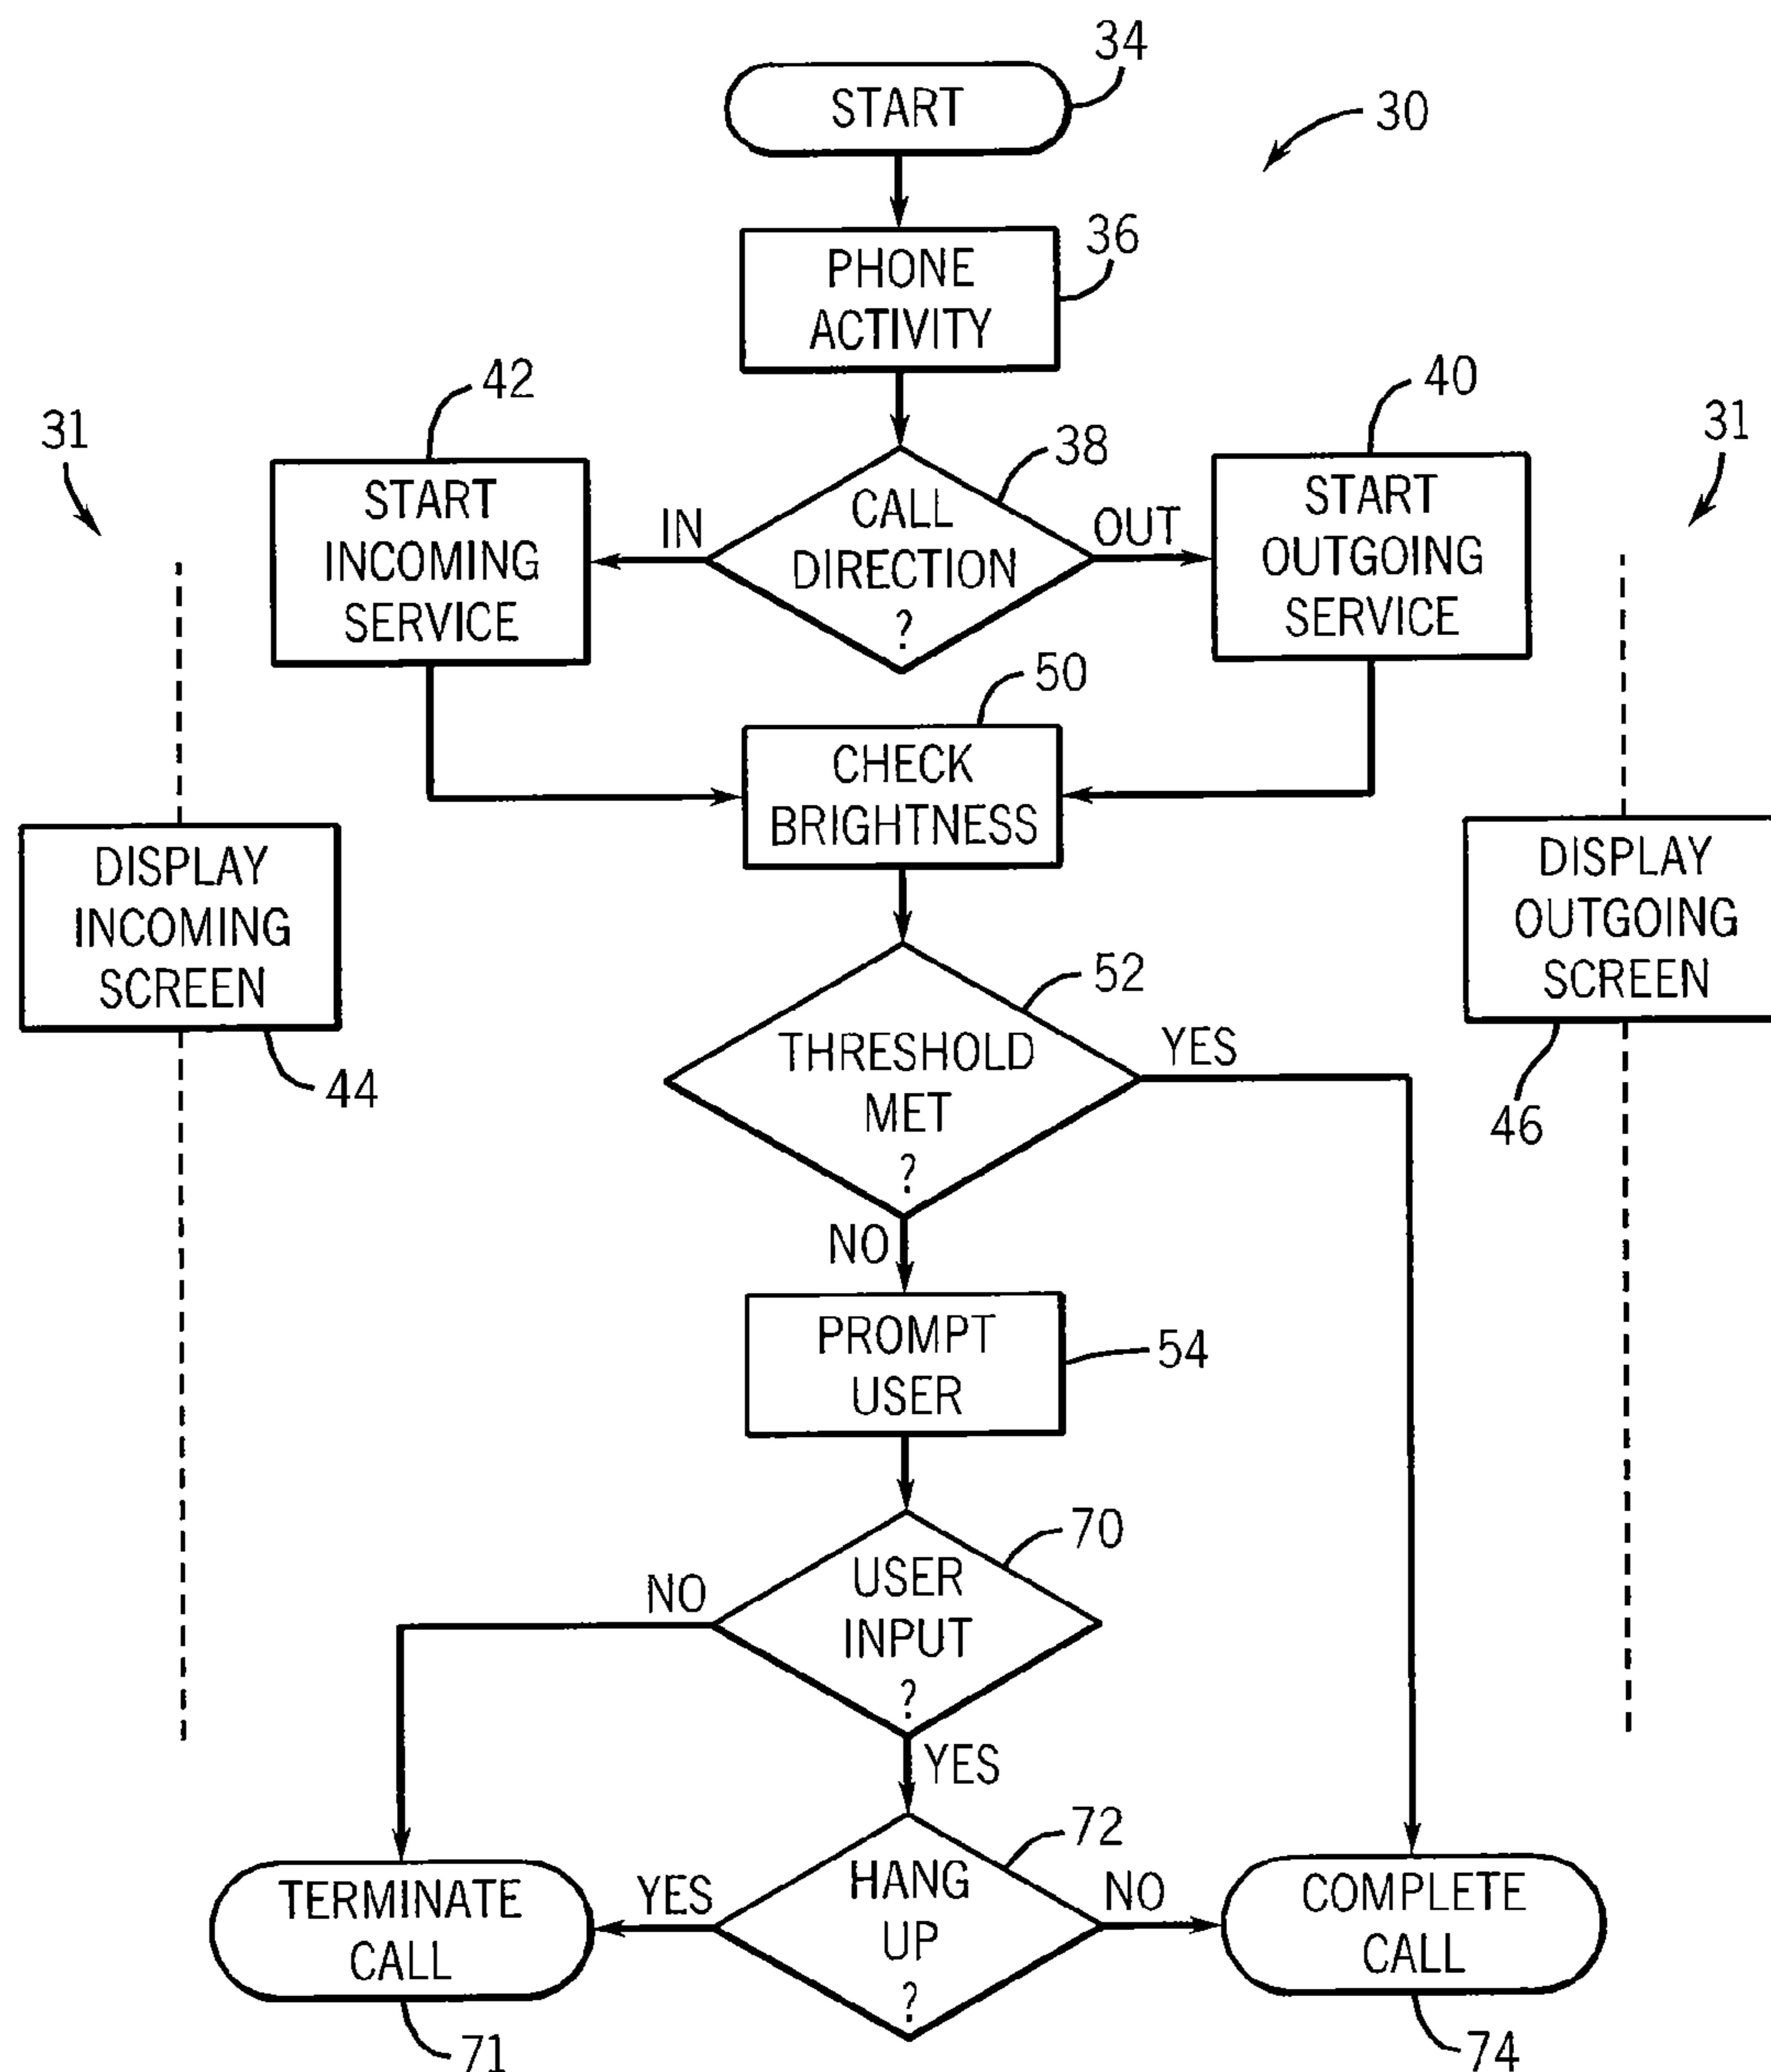 34
START
30
36
PHONE
ACTIVITY
42
40
31
38
31
START
INCOMING
SERVICE
IN
CALL
DIRECTION
?
OUT
START
OUTGOING
SERVICE
50
CHECK
BRIGHTNESS
DISPLAY
INCOMING
SCREEN
44
DISPLAY
OUTGOING
SCREEN
46
52
THRESHOLD
MET
?
YES
NO
PROMPT
USER
54
70
USER
INPUT
?
NO
YES
72
HANG
UP
?
YES
NO
TERMINATE
CALL
71
COMPLETE
CALL
74